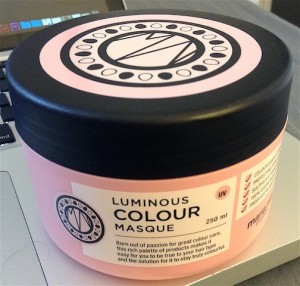 LUMINOUS
COLOUR
MASQUE
250 ml
UV
Born out of passion for great colour care,
this rich palette of products makes it
easy for you to be true to your hair type
and the solution for it to stay truly colourful.